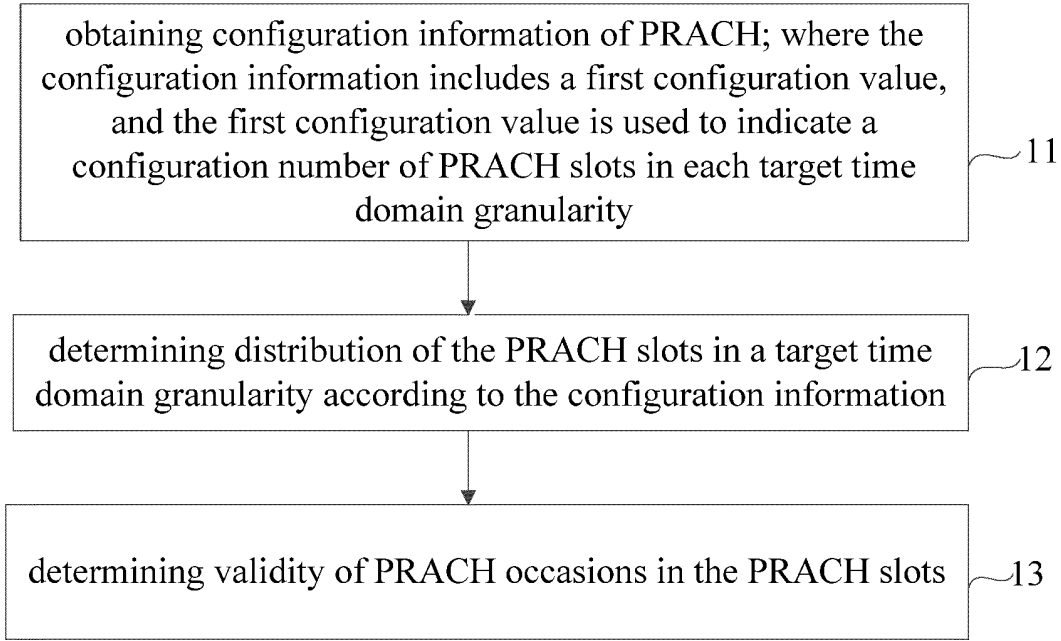 obtaining configuration information of PRACH; where the
configuration information includes a first configuration value,
and the first configuration value is used to indicate a
configuration number of PRACH slots in each target time
domain granularity
11
determining distribution of the PRACH slots in a target time
domain granularity according to the configuration information
12
determining validity of PRACH occasions in the PRACH slots
13